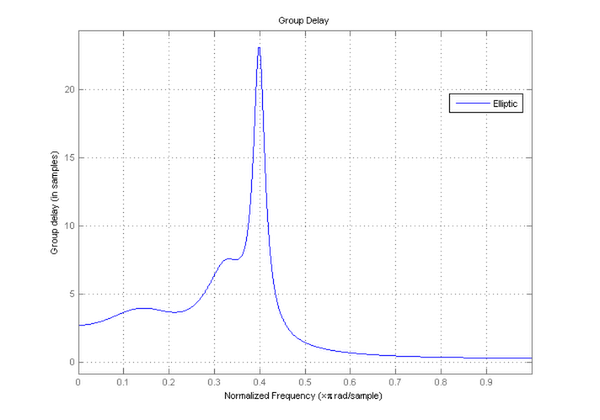 Group Delay
20
15
10
5
0
Group delay (in samples)
Elliptic
0 0.1 0.2 0.3 0.4 0.5 0.6 0.7 0.8 0.9
Normalized Frequency (×π rad/sample)